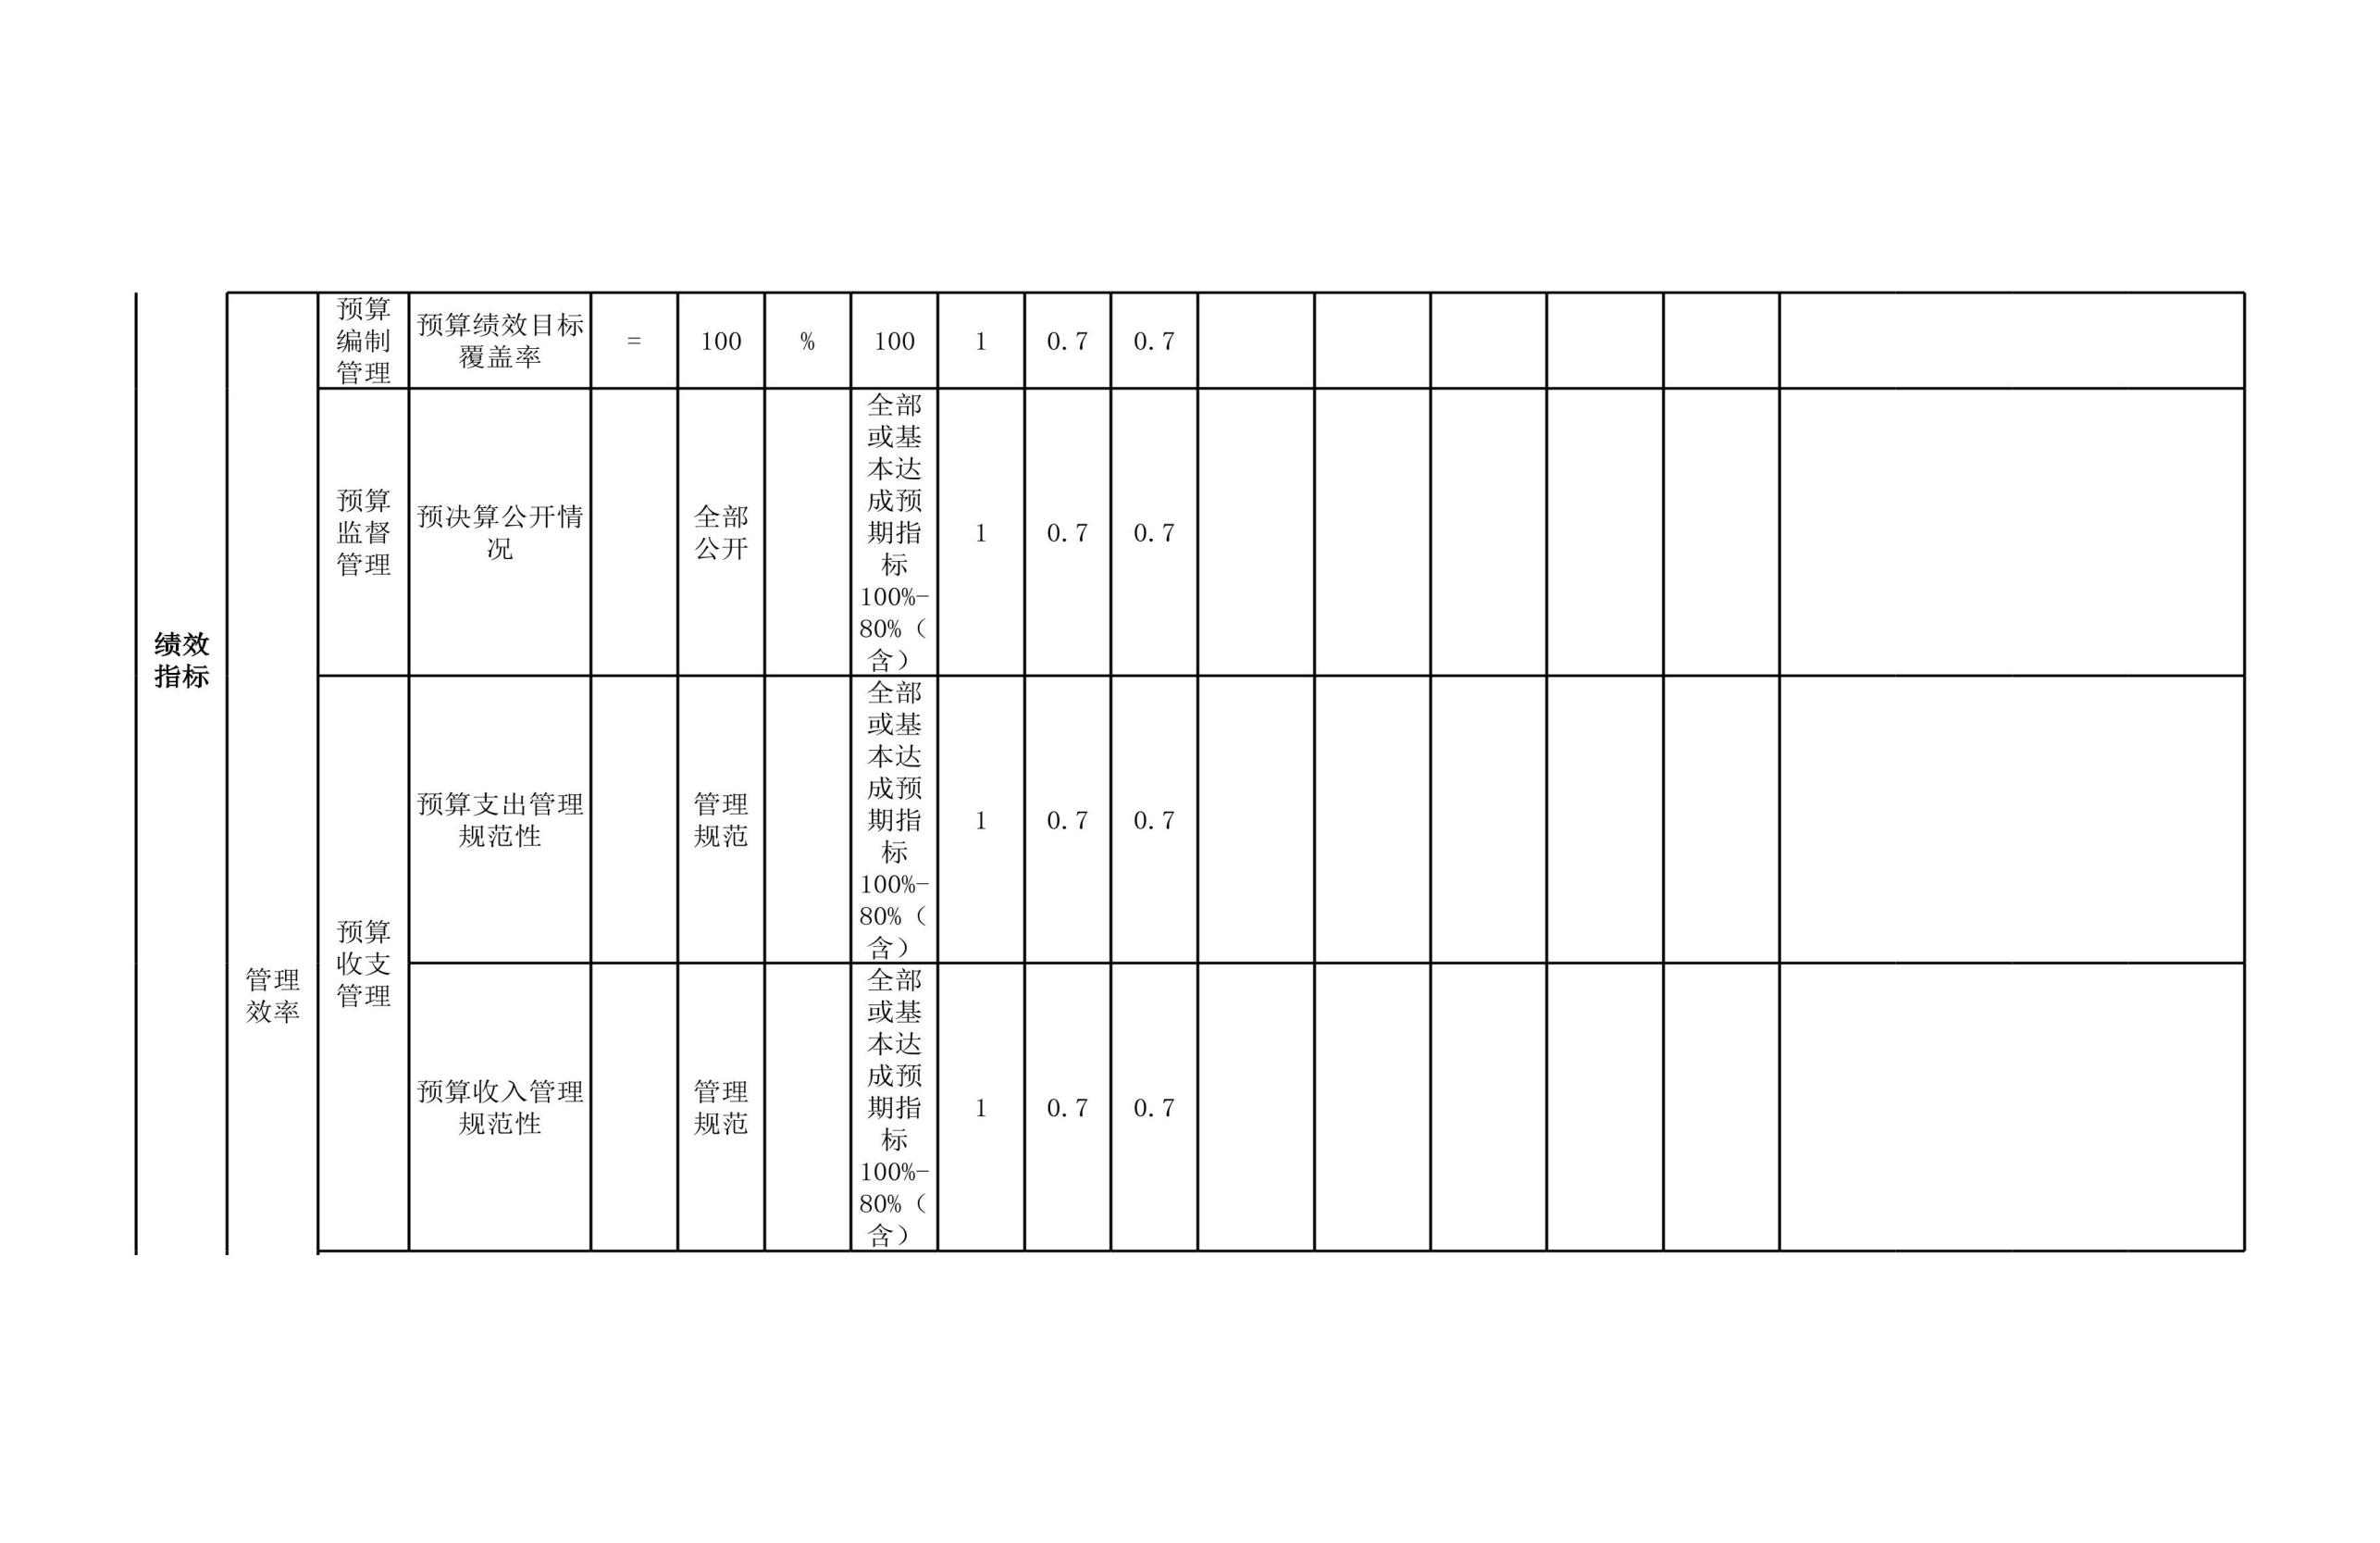 绩效
指标
管理
效率
预算
编制
管理
预算绩效目标
覆盖率
=
100
%
100
1
0.7
0.7
预算
监督
管理
预决算公开情
况
全部
公开
全部
或基
本达
成预
期指
标
100%-
80%（
含）
1
0.7
0.7
预算
收支
管理
预算支出管理
规范性
管理
规范
全部
或基
本达
成预
期指
标
100%-
80%（
含）
1
0.7
0.7
预算收入管理
规范性
管理
规范
全部
或基
本达
成预
期指
标
100%-
80%（
含）
1
0.7
0.7